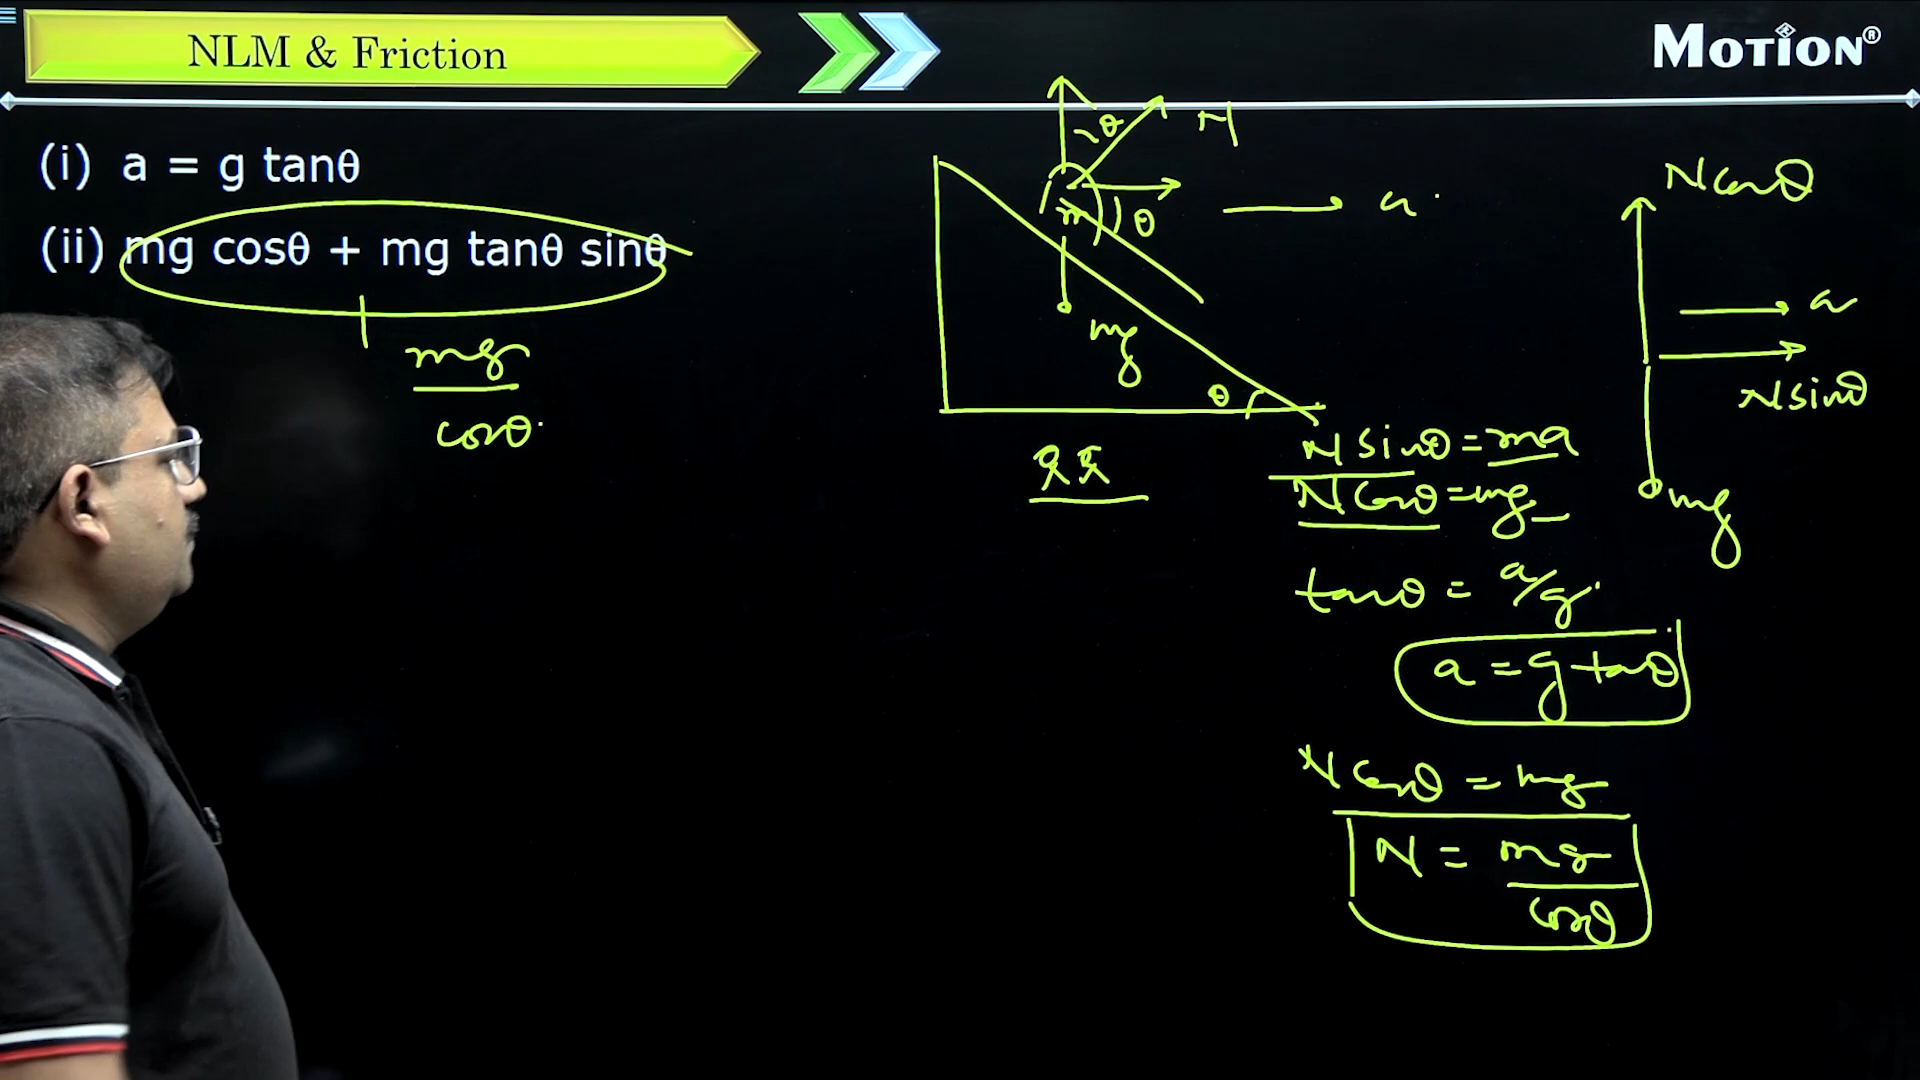 NLM & Friction
MOTION®
(i) a = g tanθ
(ii) mg cosθ + mg tanθ sinθ
mg
cosθ
θ
N
m
θ
a
mg
θ
N cosθ
a
N sinθ
mg
N sinθ = ma
N cosθ = mg
tanθ = a/g
a = g tanθ
N cosθ = mg
N = mg
cosθ